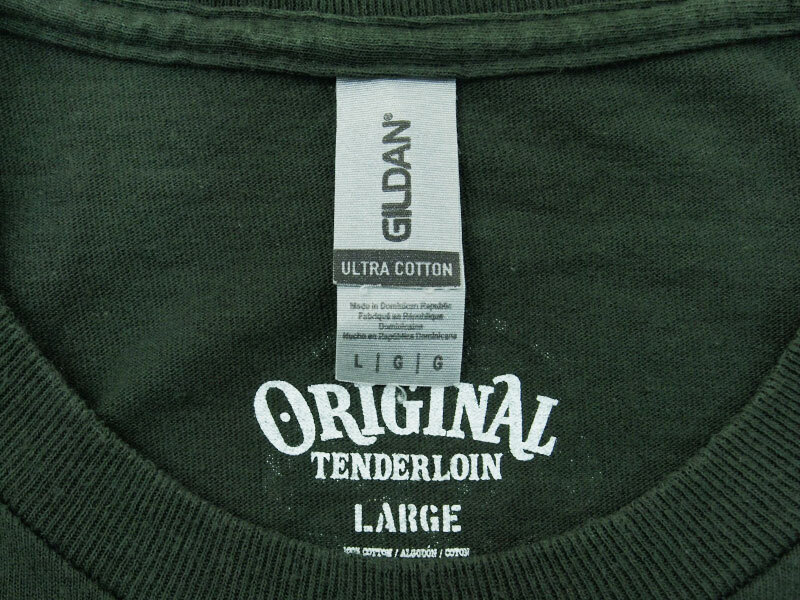 GILDAN®
ULTRA COTTON
Made in Dominican Republic
Fabriqué en République
Dominicaine
Hecho en República Dominicana
L | G | G
ORIGINAL
TENDERLOIN
LARGE
100% COTTON / ALGODÓN / COTON